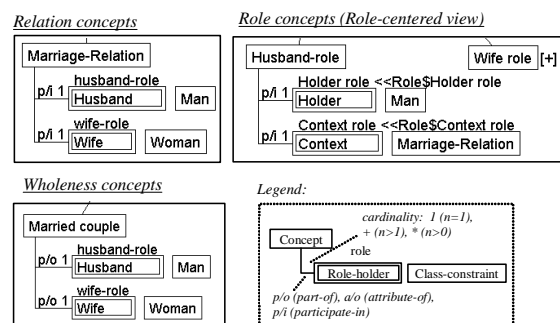 Relation concepts
Marriage-Relation
husband-role
p/i 1 Husband Man
wife-role
p/i 1 Wife Woman
Role concepts (Role-centered view)
Husband-role Wife role [+]
Holder role <<Role$Holder role
p/i 1 Holder Man
Context role <<Role$Context role
p/i 1 Context Marriage-Relation
Wholeness concepts
Married couple
husband-role
p/o 1 Husband Man
wife-role
p/o 1 Wife Woman
Legend:
cardinality: 1 (n=1),
+ (n>1), * (n>0)
Concept
role
Role-holder Class-constraint
p/o (part-of), a/o (attribute-of),
p/i (participate-in)